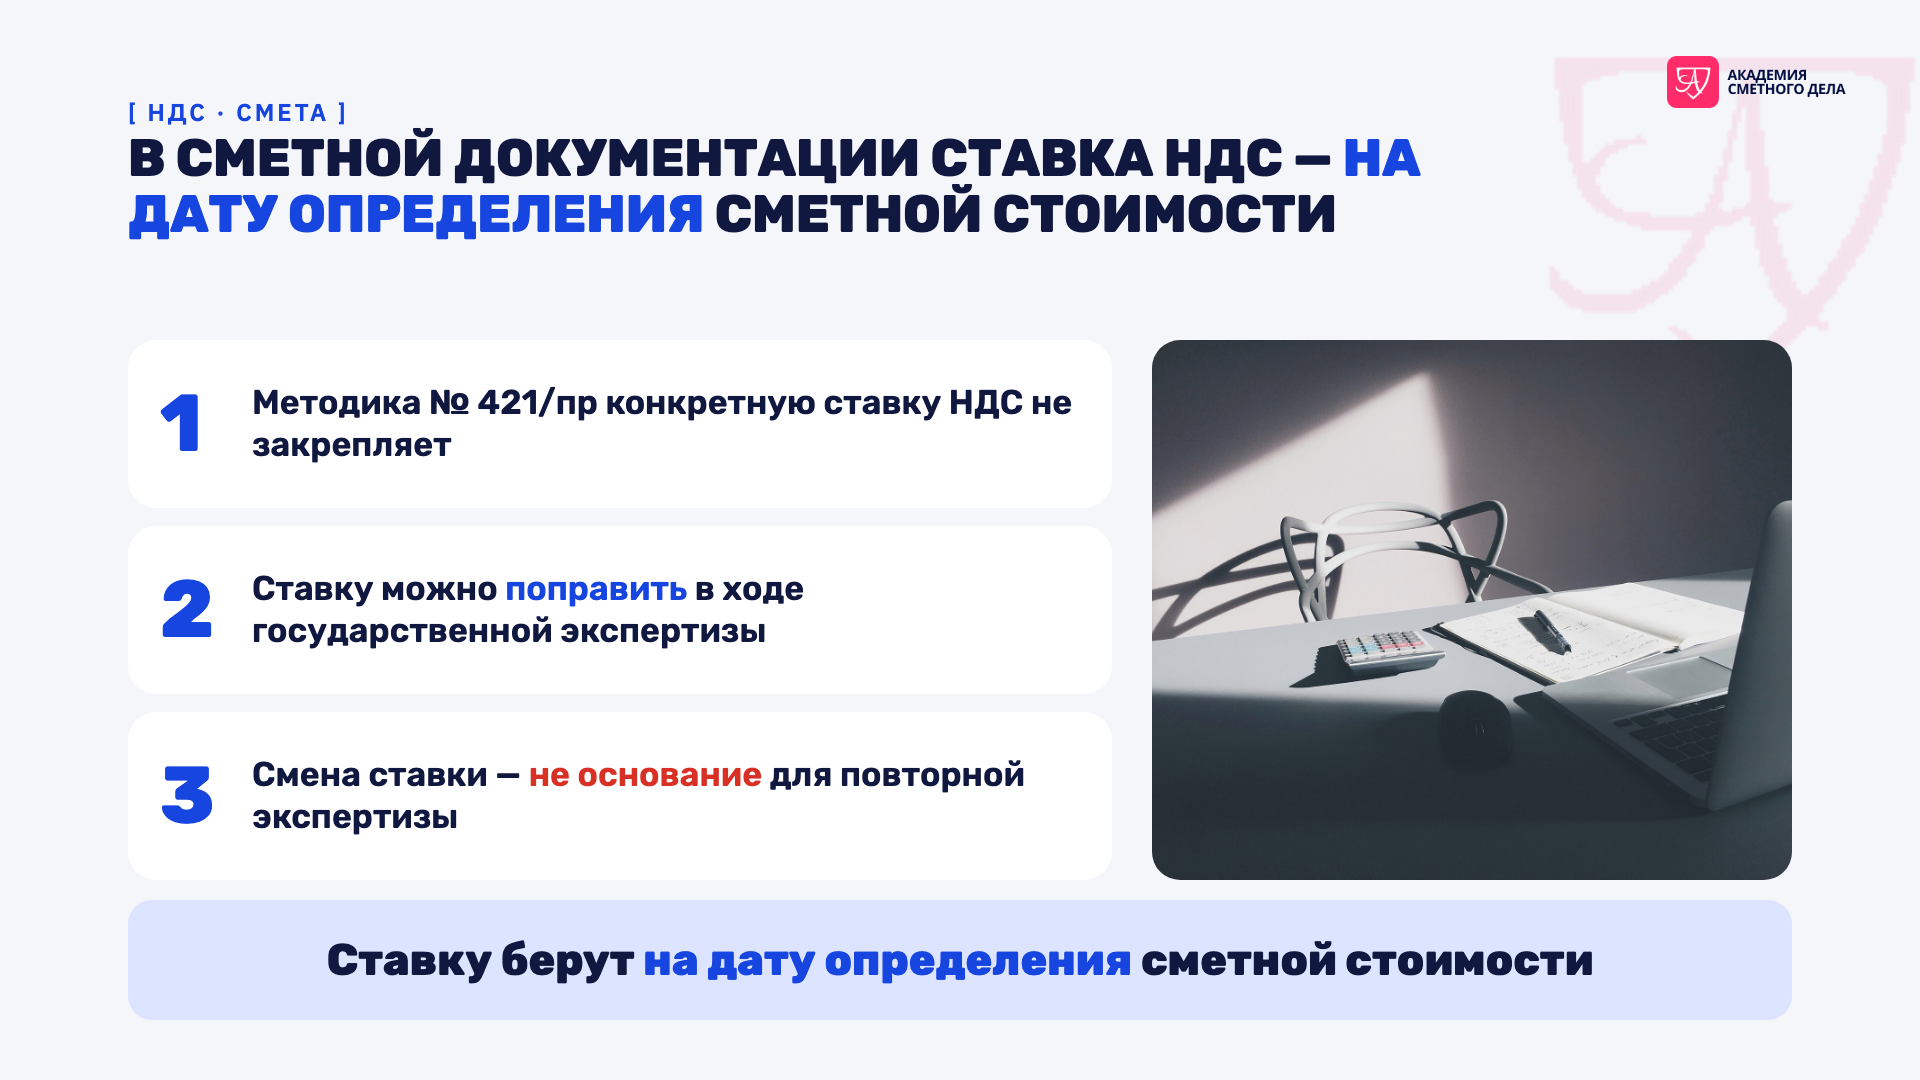 [ НДС · СМЕТА ]
АКАДЕМИЯ
СМЕТНОГО ДЕЛА
В СМЕТНОЙ ДОКУМЕНТАЦИИ СТАВКА НДС — НА
ДАТУ ОПРЕДЕЛЕНИЯ СМЕТНОЙ СТОИМОСТИ
1
Методика № 421/пр конкретную ставку НДС не
закрепляет
2
Ставку можно поправить в ходе
государственной экспертизы
3
Смена ставки — не основание для повторной
экспертизы
Ставку берут на дату определения сметной стоимости